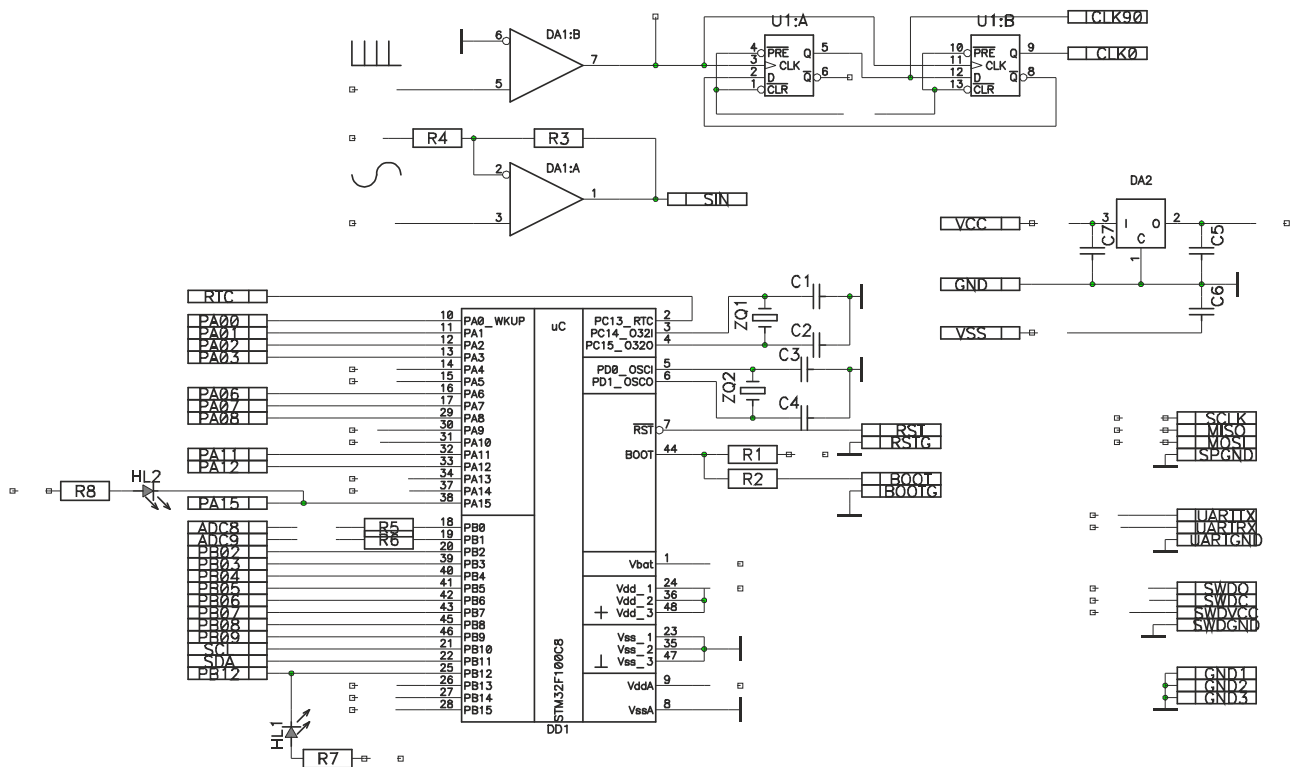 U1:A
U1:B
CLK90
CLK0
DA1:B
6
5
7
4
3
2
1
PRE
CLK
D
CLR
Q
Q
5
6
10
11
12
13
PRE
CLK
D
CLR
Q
Q
9
8
R4
R3
DA1:A
2
3
1
SIN
DA2
VCC
3
I
O
C
2
1
C7
C5
GND
C6
VSS
RTC
PA00
PA01
PA02
PA03
PA06
PA07
PA08
PA11
PA12
PA15
HL2
R8
ADC8
ADC9
PB02
PB03
PB04
PB05
PB06
PB07
PB08
PB09
SCL
SDA
PB12
R5
R6
HL1
R7
10 PA0_WKUP
11 PA1
12 PA2
13 PA3
14 PA4
15 PA5
16 PA6
17 PA7
29 PA8
30 PA9
31 PA10
32 PA11
33 PA12
34 PA13
37 PA14
38 PA15
18 PB0
19 PB1
20 PB2
39 PB3
40 PB4
41 PB5
42 PB6
43 PB7
45 PB8
46 PB9
21 PB10
22 PB11
25 PB12
26 PB13
27 PB14
28 PB15
uC
STM32F100C8
DD1
PC13_RTC 2
PC14_O32I 3
PC15_O32O 4
PD0_OSCI 5
PD1_OSCO 6
RST 7
BOOT 44
Vbat 1
Vdd_1 24
Vdd_2 36
Vdd_3 48
Vss_1 23
Vss_2 35
Vss_3 47
VddA 9
VssA 8
ZQ1
C1
C2
C3
ZQ2
C4
RST
RSTG
R1
R2
BOOT
BOOTG
SCLK
MISO
MOSI
SPGND
UARTTX
UARTRX
UARTGND
SWDO
SWDC
SWDVCC
SWDGND
GND1
GND2
GND3